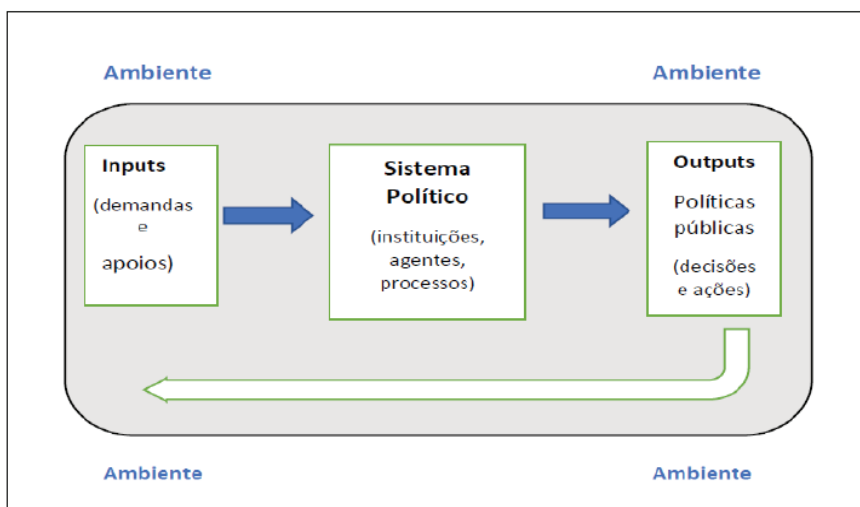 Ambiente
Ambiente
Inputs
(demandas
e
apoios)
Sistema
Político
(instituições,
agentes,
processos)
Outputs
Políticas
públicas
(decisões
e ações)
Ambiente
Ambiente